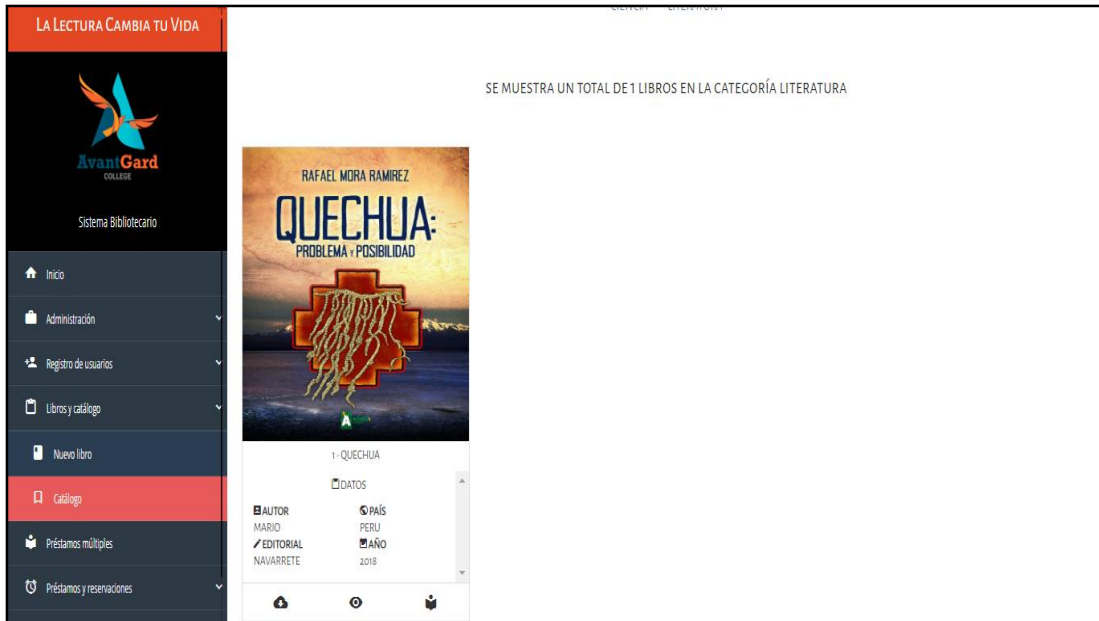 LA LECTURA CAMBIA TU VIDA
AvantGard
COLLEGE
Sistema Bibliotecario
Inicio
Administración
Registro de usuarios
Libros y catálogo
Nuevo libro
Catálogo
Préstamos múltiples
Préstamos y reservaciones
CIENCIA LITERATURA
SE MUESTRA UN TOTAL DE 1 LIBROS EN LA CATEGORÍA LITERATURA
RAFAEL MORA RAMIREZ
QUECHUA:
PROBLEMA Y POSIBILIDAD
1 - QUECHUA
DATOS
AUTOR PAÍS
MARIO PERU
EDITORIAL AÑO
NAVARRETE 2018